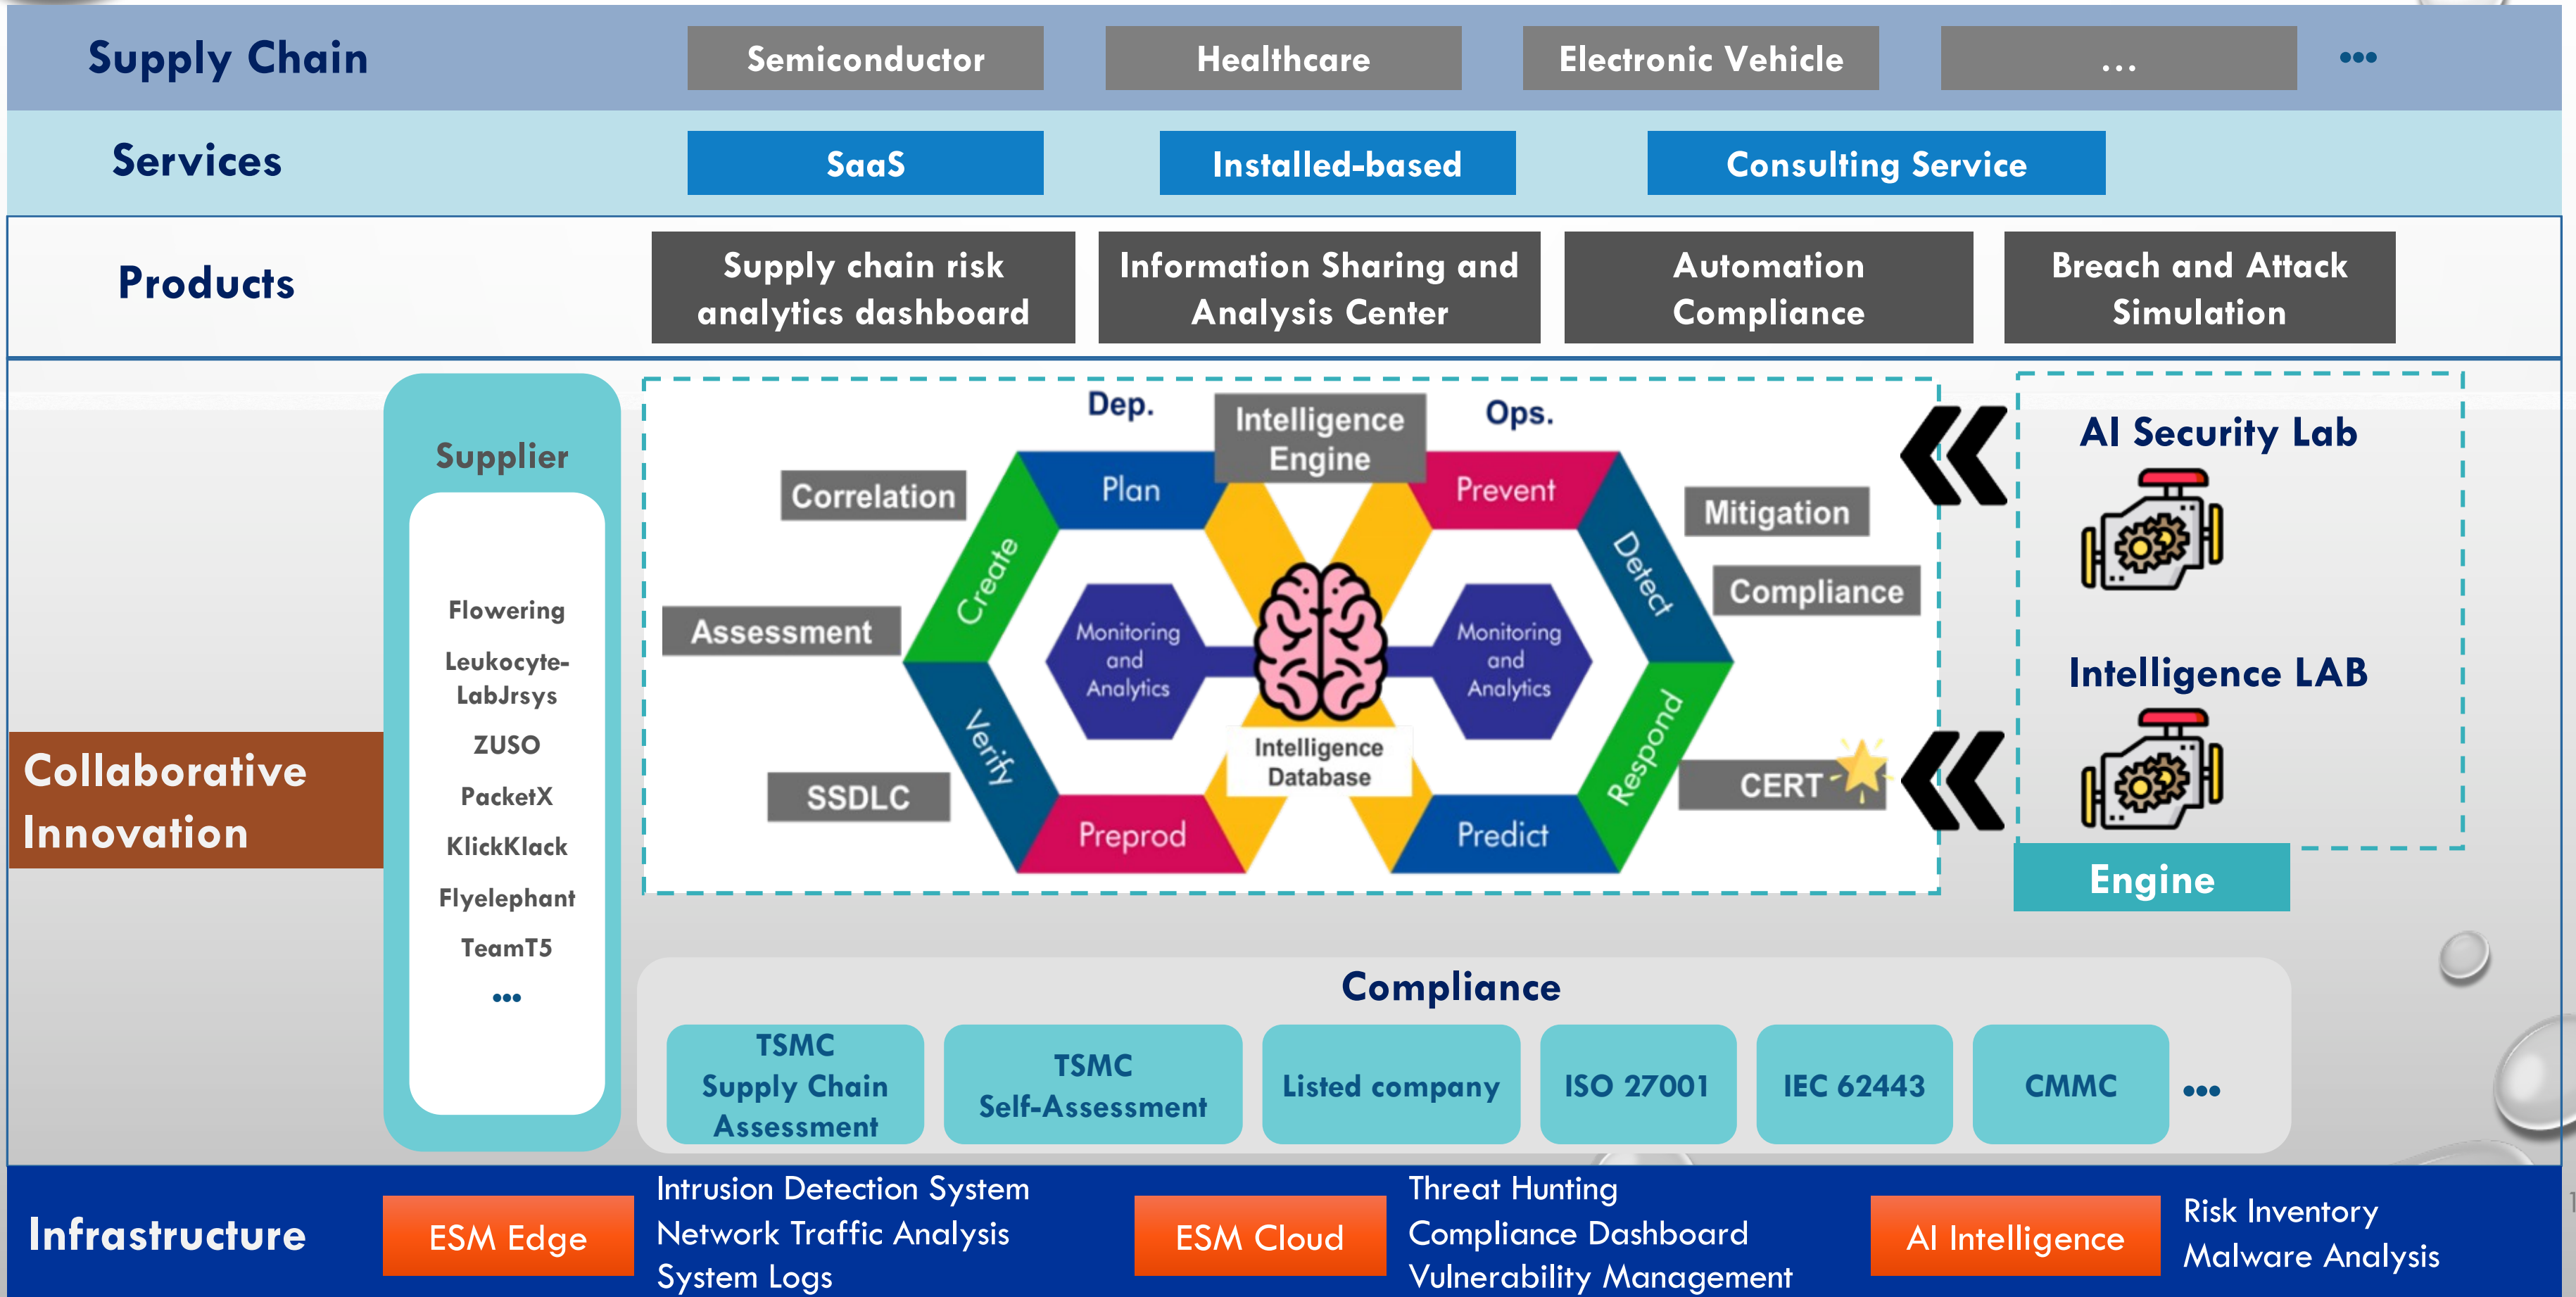 Supply Chain
Semiconductor
Healthcare
Electronic Vehicle
...
•••
Services
SaaS
Installed-based
Consulting Service
Products
Supply chain risk
analytics dashboard
Information Sharing and
Analysis Center
Automation
Compliance
Breach and Attack
Simulation
Collaborative
Innovation
Supplier
Flowering
Leukocyte-
LabJrsys
ZUSO
PacketX
KlickKlack
Flyelephant
TeamT5
•••
Dep.
Intelligence
Engine
Ops.
Correlation
Assessment
SSDLC
Plan
Create
Verify
Preprod
Monitoring
and
Analytics
Intelligence
Database
Prevent
Detect
Respond
Predict
Monitoring
and
Analytics
Mitigation
Compliance
CERT
AI Security Lab
Intelligence LAB
Engine
Compliance
TSMC
Supply Chain
Assessment
TSMC
Self-Assessment
Listed company
ISO 27001
IEC 62443
CMMC
•••
Infrastructure
ESM Edge
Intrusion Detection System
Network Traffic Analysis
System Logs
ESM Cloud
Threat Hunting
Compliance Dashboard
Vulnerability Management
AI Intelligence
Risk Inventory
Malware Analysis